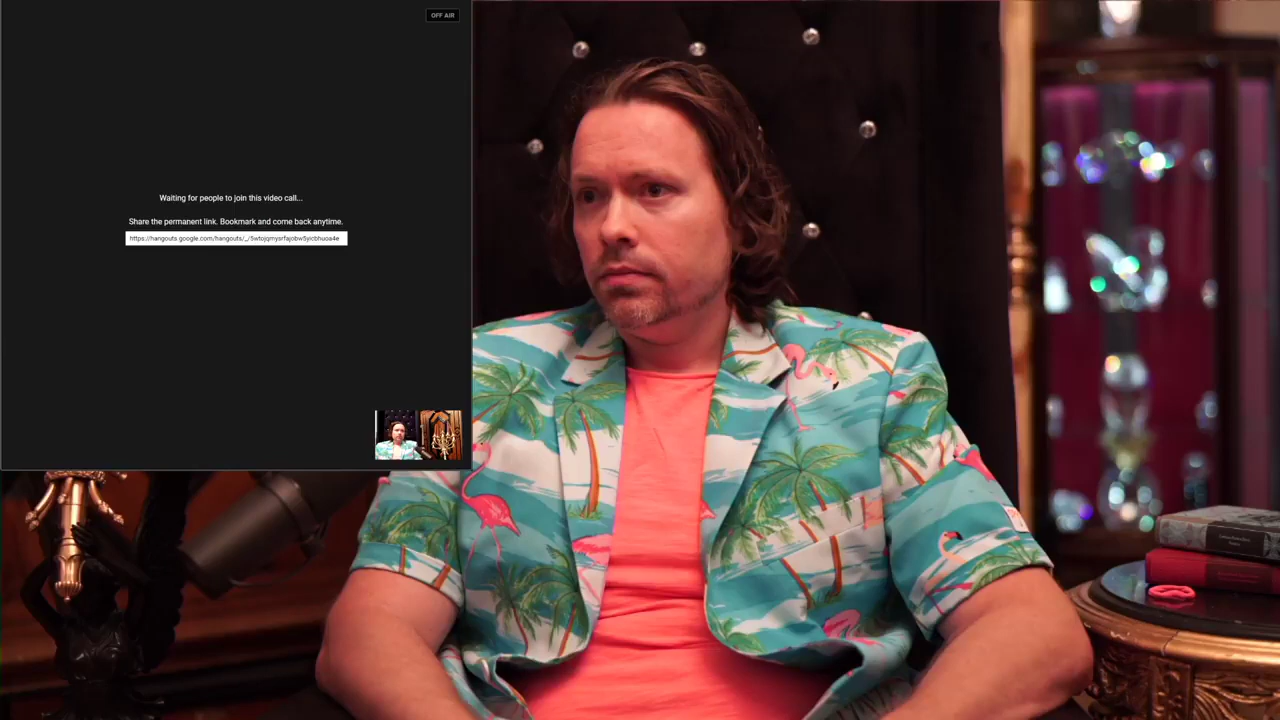 OFF AIR
Waiting for people to join this video call...
Share the permanent link. Bookmark and come back anytime.